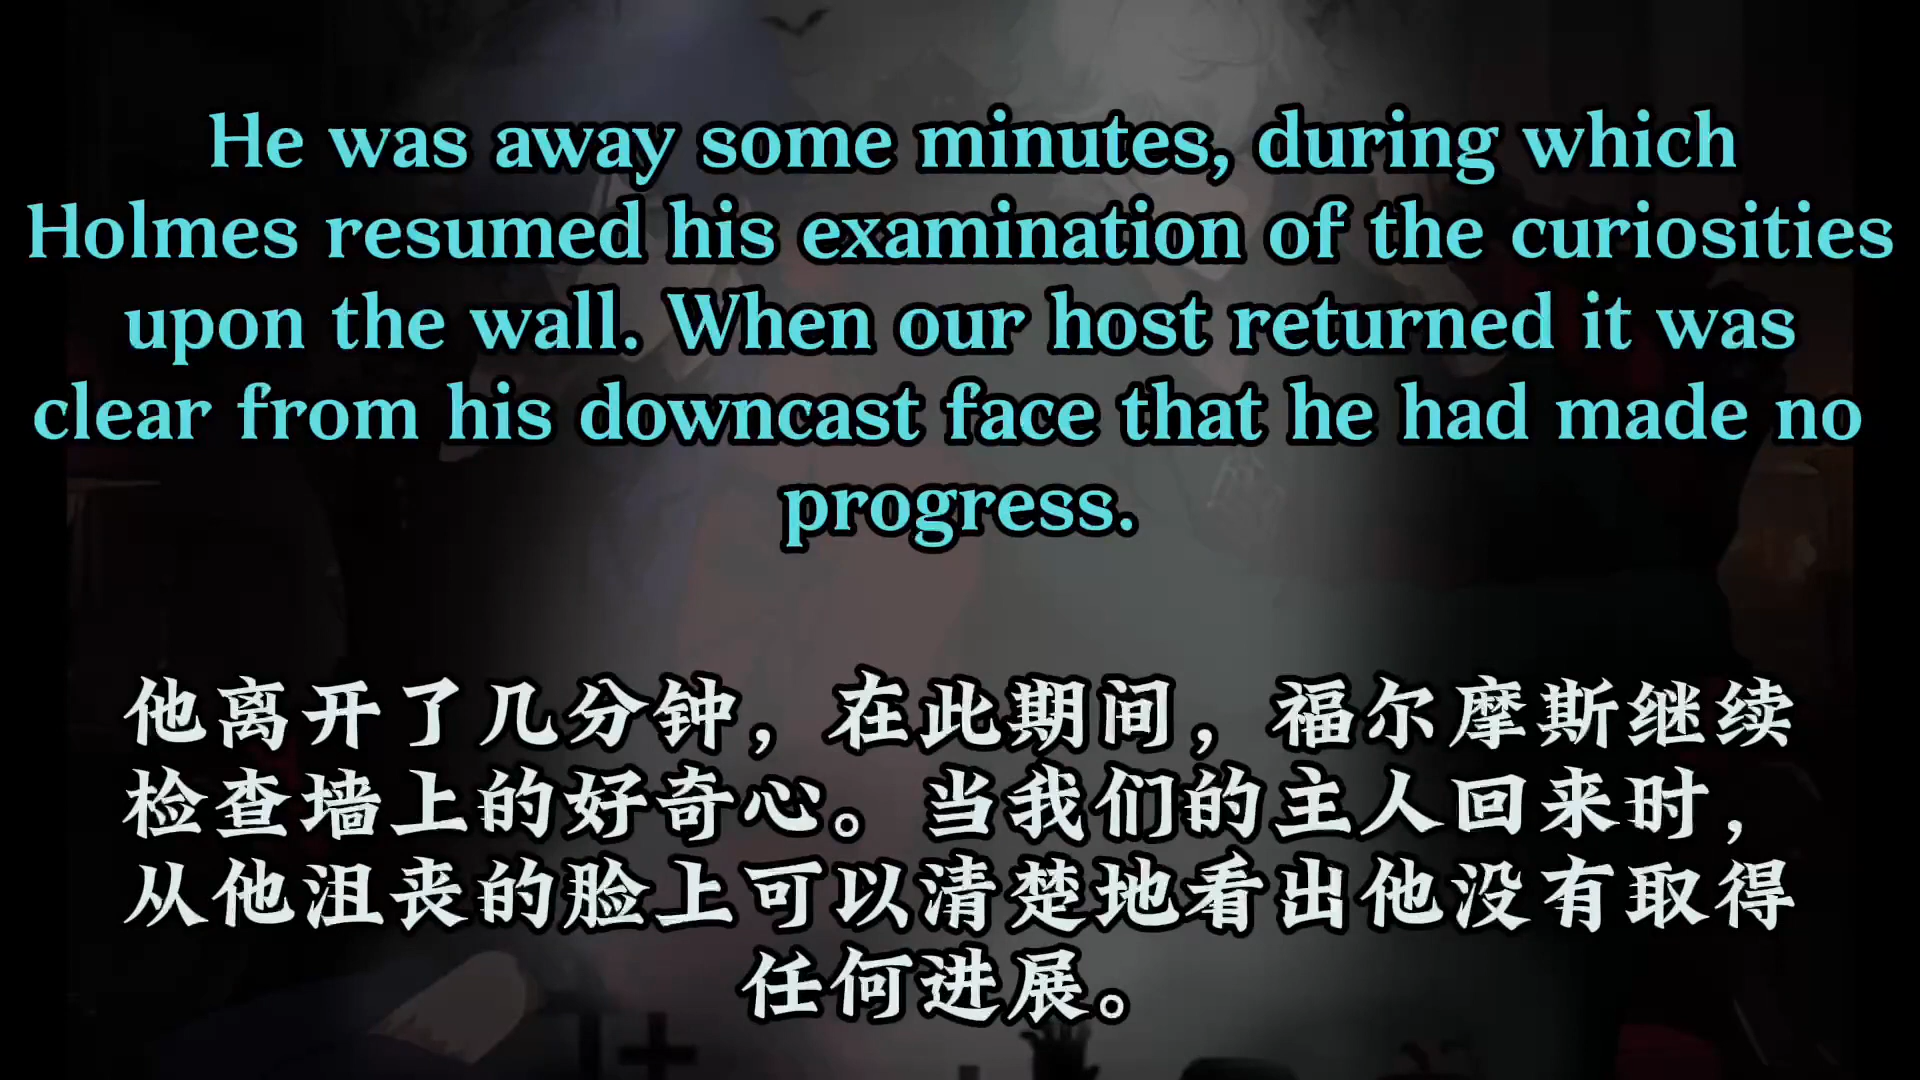 He was away some minutes, during which
Holmes resumed his examination of the curiosities
upon the wall. When our host returned it was
clear from his downcast face that he had made no
progress.
他离开了几分钟，在此期间，福尔摩斯继续
检查墙上的好奇心。当我们的主人回来时，
从他沮丧的脸上可以清楚地看出他没有取得
任何进展。